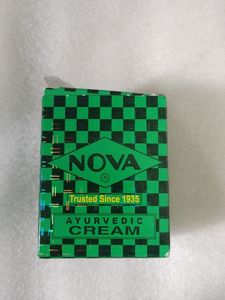 NOVA
®
Trusted Since 1935
AYURVEDIC
CREAM